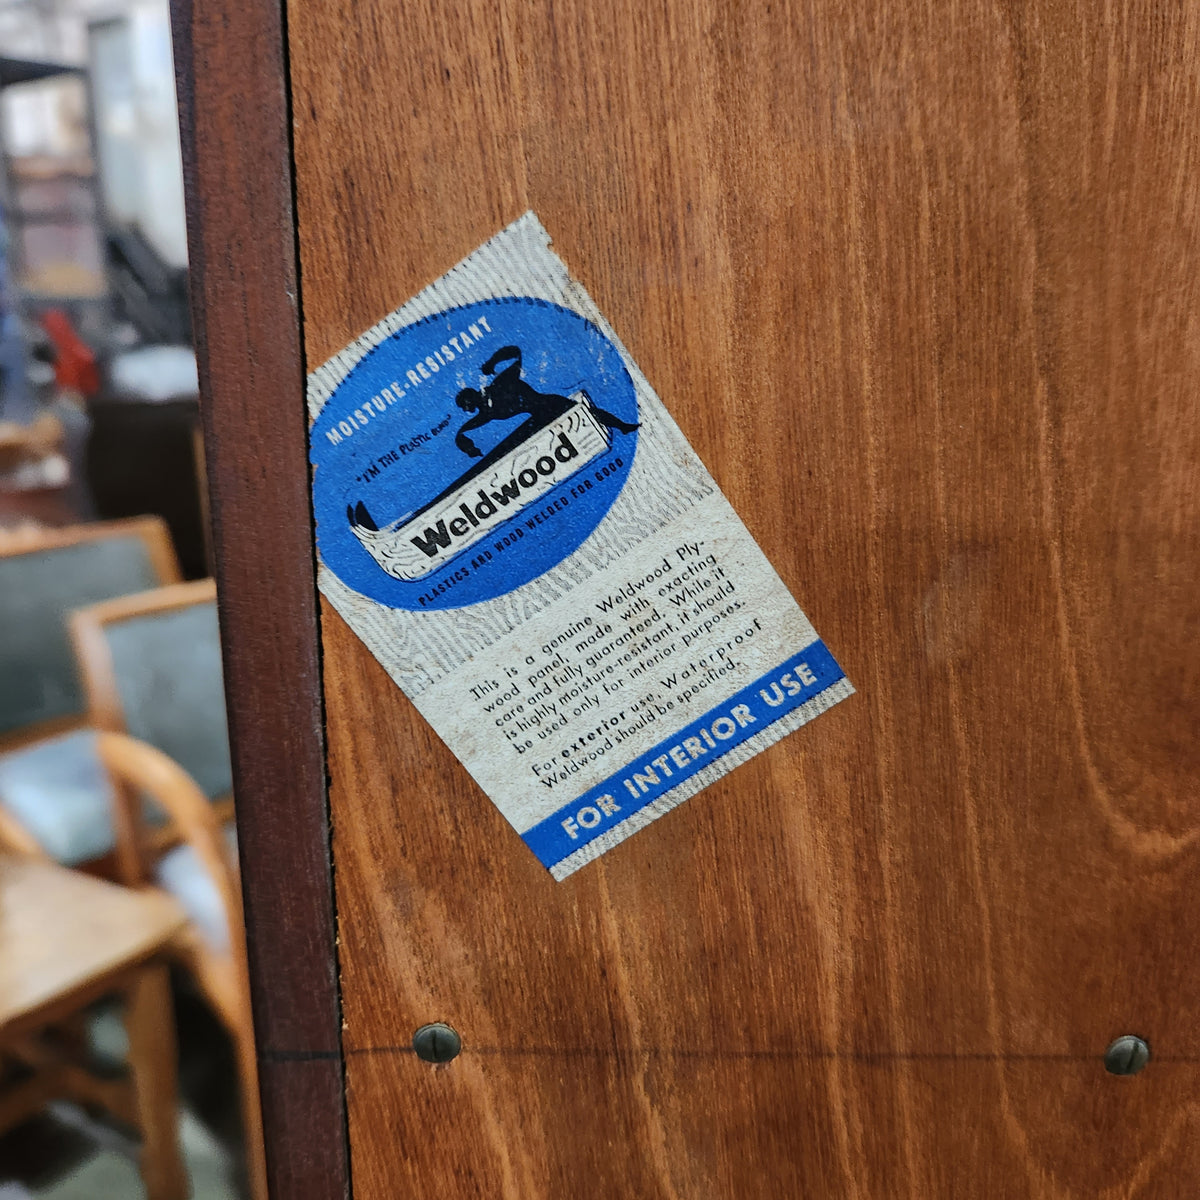 MOISTURE-RESISTANT
"I'M THE PLASTIC BOND"
Weldwood
PLASTICS AND WOOD WELDED FOR GOOD
This is a genuine Weldwood Ply-
wood panel, made with exacting
care and fully guaranteed. While it
is highly moisture-resistant, it should
be used only for interior purposes.
For exterior use, Waterproof
Weldwood should be specified.
FOR INTERIOR USE